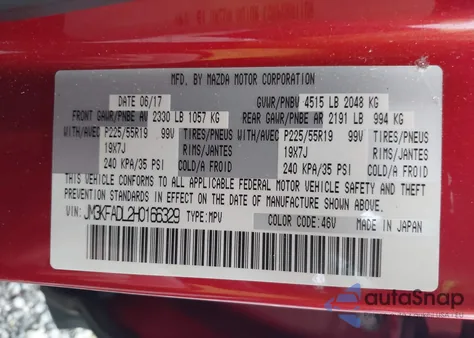 MFD. BY MAZDA MOTOR CORPORATION
DATE 06/17 GVWR/PNBV 4515 LB 2048 KG
FRONT GAWR/PNBE AV 2330 LB 1057 KG REAR GAWR/PNBE AR 2191 LB 994 KG
WITH/AVEC P225/55R19 99V TIRES/PNEUS WITH/AVEC P225/55R19 99V TIRES/PNEUS
19X7J RIMS/JANTES 19X7J RIMS/JANTES
240 KPA/35 PSI COLD/A FROID 240 KPA/35 PSI COLD/A FROID
THIS VEHICLE CONFORMS TO ALL APPLICABLE FEDERAL MOTOR VEHICLE SAFETY AND THEFT
PREVENTION STANDARDS IN EFFECT ON THE DATE OF MANUFACTURE SHOWN ABOVE.
VIN: JM3KFADL2H0166329 TYPE: MPV COLOR CODE: 46V MADE IN JAPAN
autoSnap